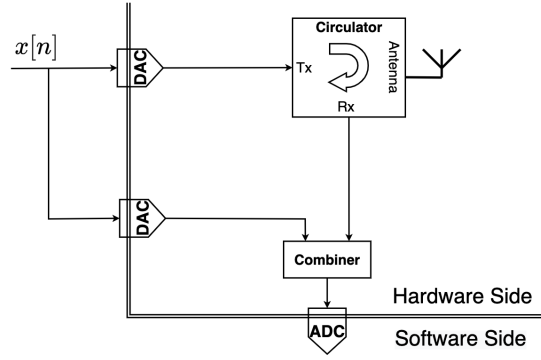 x[n]
DAC
Circulator
Tx
Antenna
Rx
DAC
Combiner
Hardware Side
ADC
Software Side